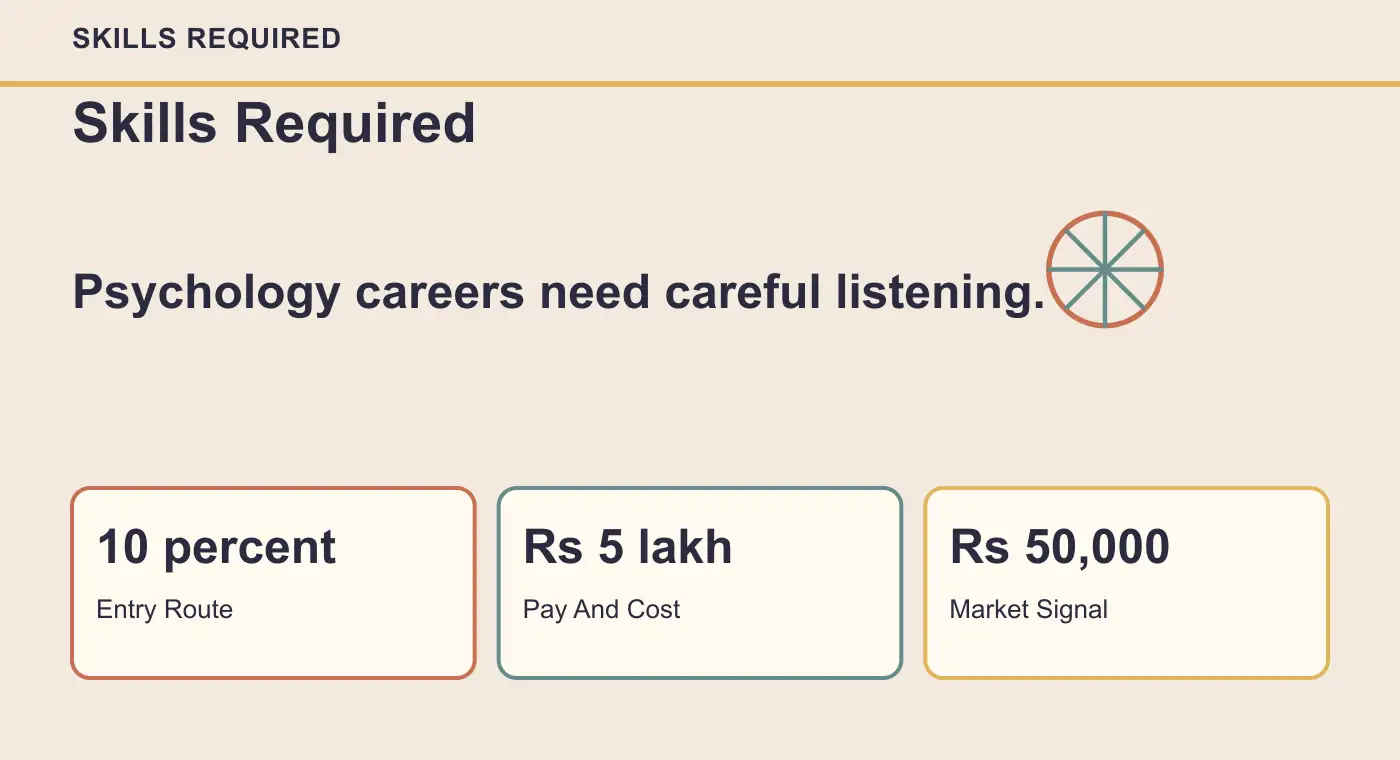 SKILLS REQUIRED
Skills Required
Psychology careers need careful listening.
10 percent
Entry Route
Rs 5 lakh
Pay And Cost
Rs 50,000
Market Signal